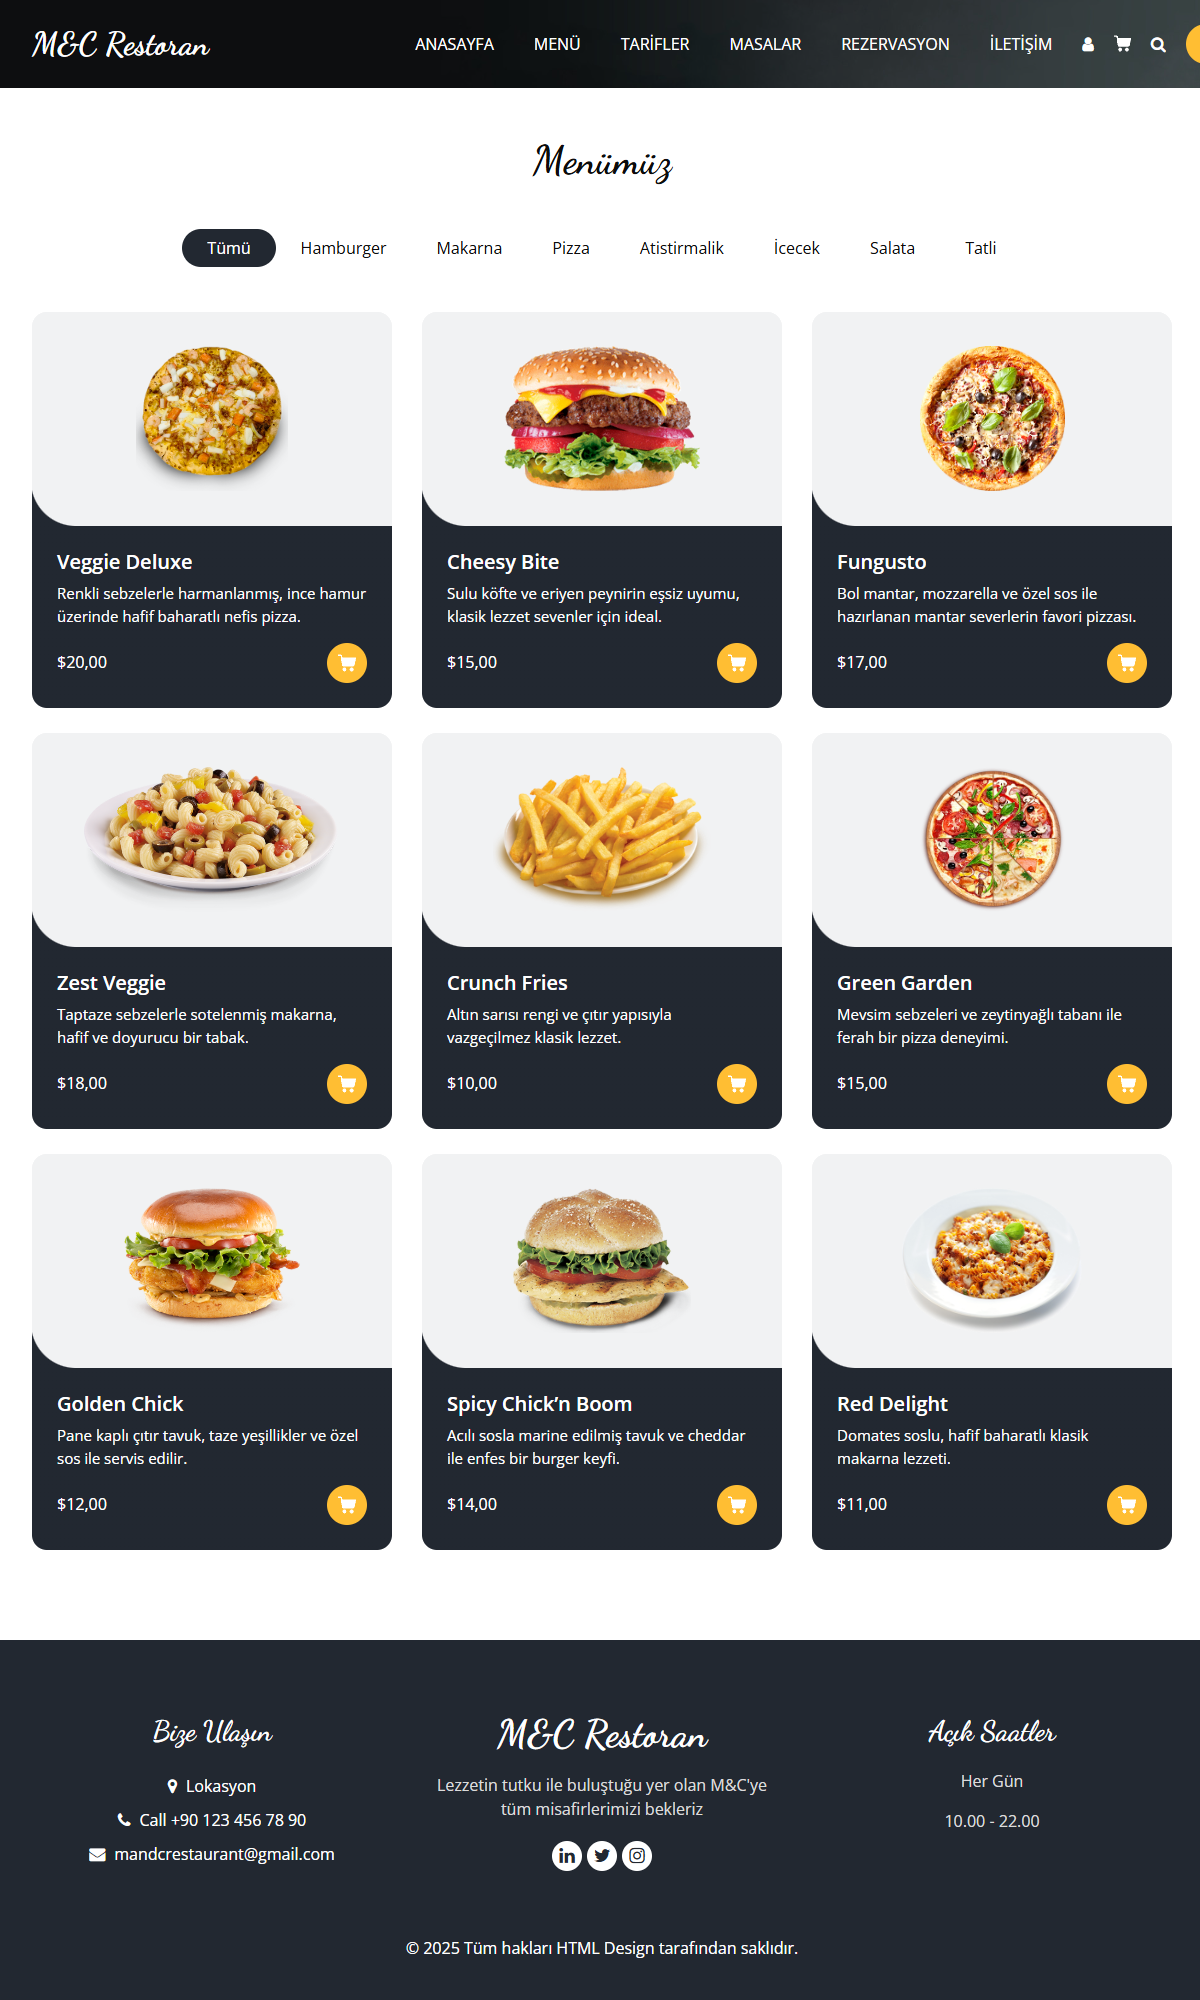 M&C Restoran
ANASAYFA MENÜ TARİFLER MASALAR REZERVASYON İLETİŞİM
Menümüz
Tümü Hamburger Makarna Pizza Atistirmalik İcecek Salata Tatli
Veggie Deluxe
Renkli sebzelerle harmanlanmış, ince hamur
üzerinde hafif baharatlı nefis pizza.
$20,00
Cheesy Bite
Sulu köfte ve eriyen peynirin eşsiz uyumu,
klasik lezzet sevenler için ideal.
$15,00
Fungusto
Bol mantar, mozzarella ve özel sos ile
hazırlanan mantar severlerin favori pizzası.
$17,00
Zest Veggie
Taptaze sebzelerle sotelenmiş makarna,
hafif ve doyurucu bir tabak.
$18,00
Crunch Fries
Altın sarısı rengi ve çıtır yapısıyla
vazgeçilmez klasik lezzet.
$10,00
Green Garden
Mevsim sebzeleri ve zeytinyağlı tabanı ile
ferah bir pizza deneyimi.
$15,00
Golden Chick
Pane kaplı çıtır tavuk, taze yeşillikler ve özel
sos ile servis edilir.
$12,00
Spicy Chick’n Boom
Acılı sosla marine edilmiş tavuk ve cheddar
ile enfes bir burger keyfi.
$14,00
Red Delight
Domates soslu, hafif baharatlı klasik
makarna lezzeti.
$11,00
Bize Ulaşın
Lokasyon
Call +90 123 456 78 90
mandcrestaurant@gmail.com
M&C Restoran
Lezzetin tutku ile buluştuğu yer olan M&C'ye
tüm misafirlerimizi bekleriz
Açık Saatler
Her Gün
10.00 - 22.00
© 2025 Tüm hakları HTML Design tarafından saklıdır.